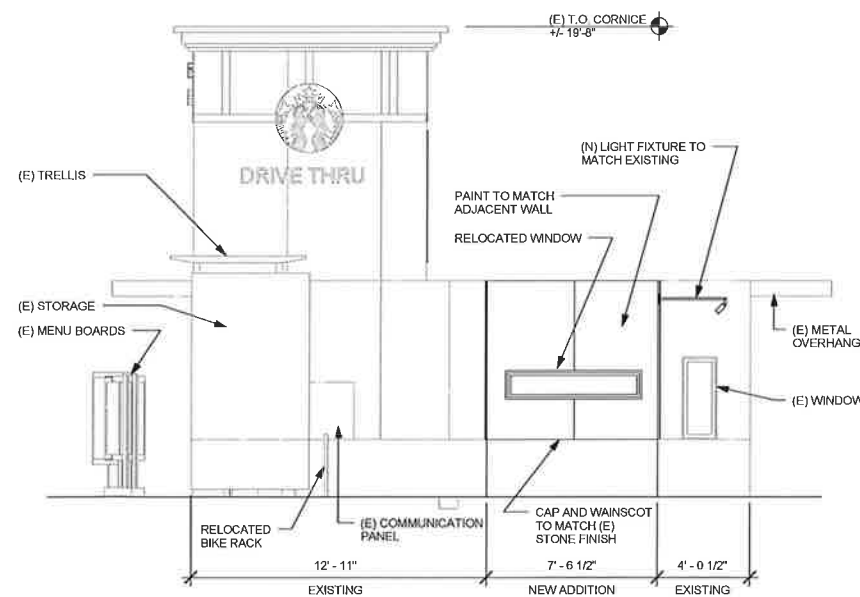 (E) T.O. CORNICE
+/- 19'-8"
DRIVE THRU
(N) LIGHT FIXTURE TO
MATCH EXISTING
(E) TRELLIS
PAINT TO MATCH
ADJACENT WALL
RELOCATED WINDOW
(E) STORAGE
(E) MENU BOARDS
(E) METAL
OVERHANG
(E) WINDOW
RELOCATED
BIKE RACK
(E) COMMUNICATION
PANEL
CAP AND WAINSCOT
TO MATCH (E)
STONE FINISH
12' - 11"
7' - 6 1/2"
4' - 0 1/2"
EXISTING
NEW ADDITION
EXISTING